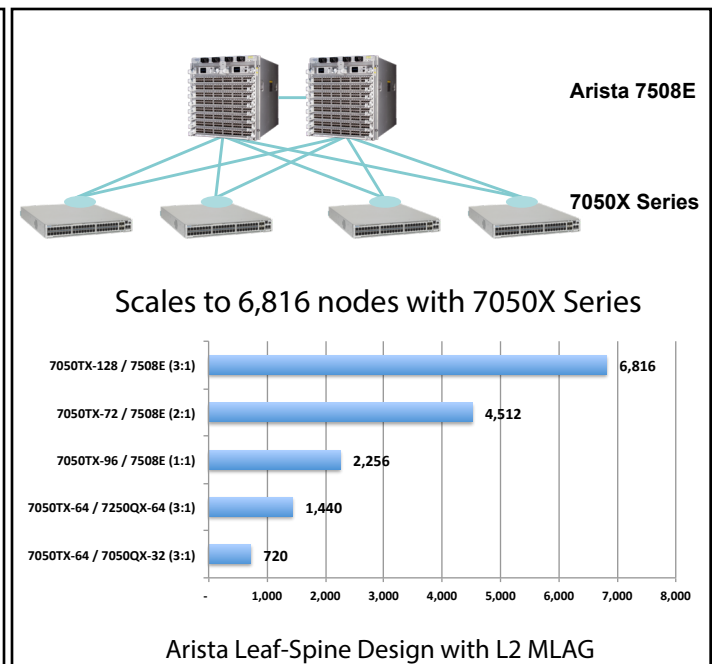 Arista 7508E
7050X Series
Scales to 6,816 nodes with 7050X Series
7050TX-128 / 7508E (3:1)
6,816
7050TX-72 / 7508E (2:1)
4,512
7050TX-96 / 7508E (1:1)
2,256
7050TX-64 / 7250QX-64 (3:1)
1,440
7050TX-64 / 7050QX-32 (3:1)
720
- 1,000 2,000 3,000 4,000 5,000 6,000 7,000 8,000
Arista Leaf-Spine Design with L2 MLAG